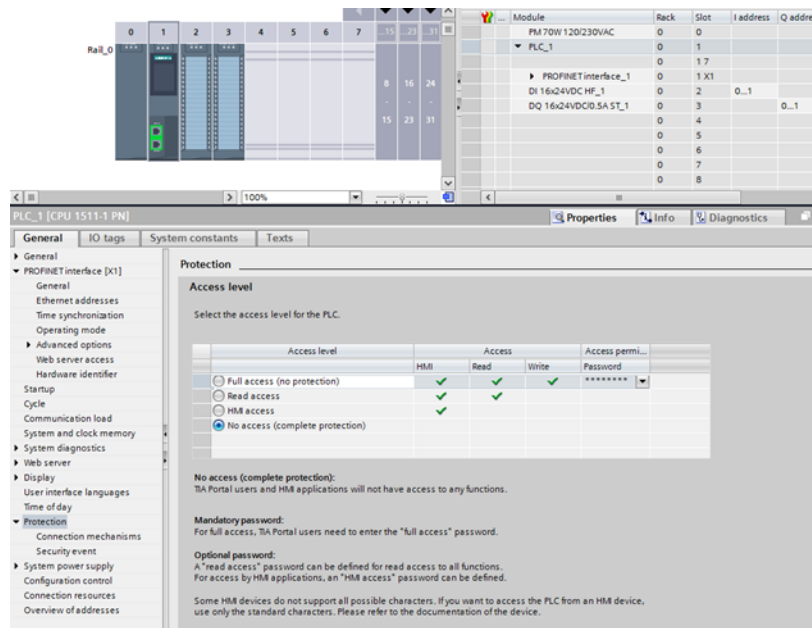 0 1 2 3 4 5 6 7 ...15 ...23 ...31
Rail_0
8 16 24
- - -
15 23 31
100%
... Module Rack Slot I address Q addre
PM 70W 120/230VAC 0 0
PLC_1 0 1
0 1 7
PROFINET interface_1 0 1 X1
DI 16x24VDC HF_1 0 2 0...1
DQ 16x24VDC/0.5A ST_1 0 3 0...1
0 4
0 5
0 6
0 7
0 8
PLC_1 [CPU 1511-1 PN]
Properties Info Diagnostics
General IO tags System constants Texts
General
PROFINET interface [X1]
General
Ethernet addresses
Time synchronization
Operating mode
Advanced options
Web server access
Hardware identifier
Startup
Cycle
Communication load
System and clock memory
System diagnostics
Web server
Display
User interface languages
Time of day
Protection
Connection mechanisms
Security event
System power supply
Configuration control
Connection resources
Overview of addresses
Protection
Access level
Select the access level for the PLC.
Access level Access Access permi...
HMI Read Write Password
Full access (no protection) ********
Read access
HMI access
No access (complete protection)
No access (complete protection):
TIA Portal users and HMI applications will not have access to any functions.
Mandatory password:
For full access, TIA Portal users need to enter the "full access" password.
Optional password:
A "read access" password can be defined for read access to all functions.
For access by HMI applications, an "HMI access" password can be defined.
Some HMI devices do not support all possible characters. If you want to access the PLC from an HMI device,
use only the standard characters. Please refer to the documentation of the device.